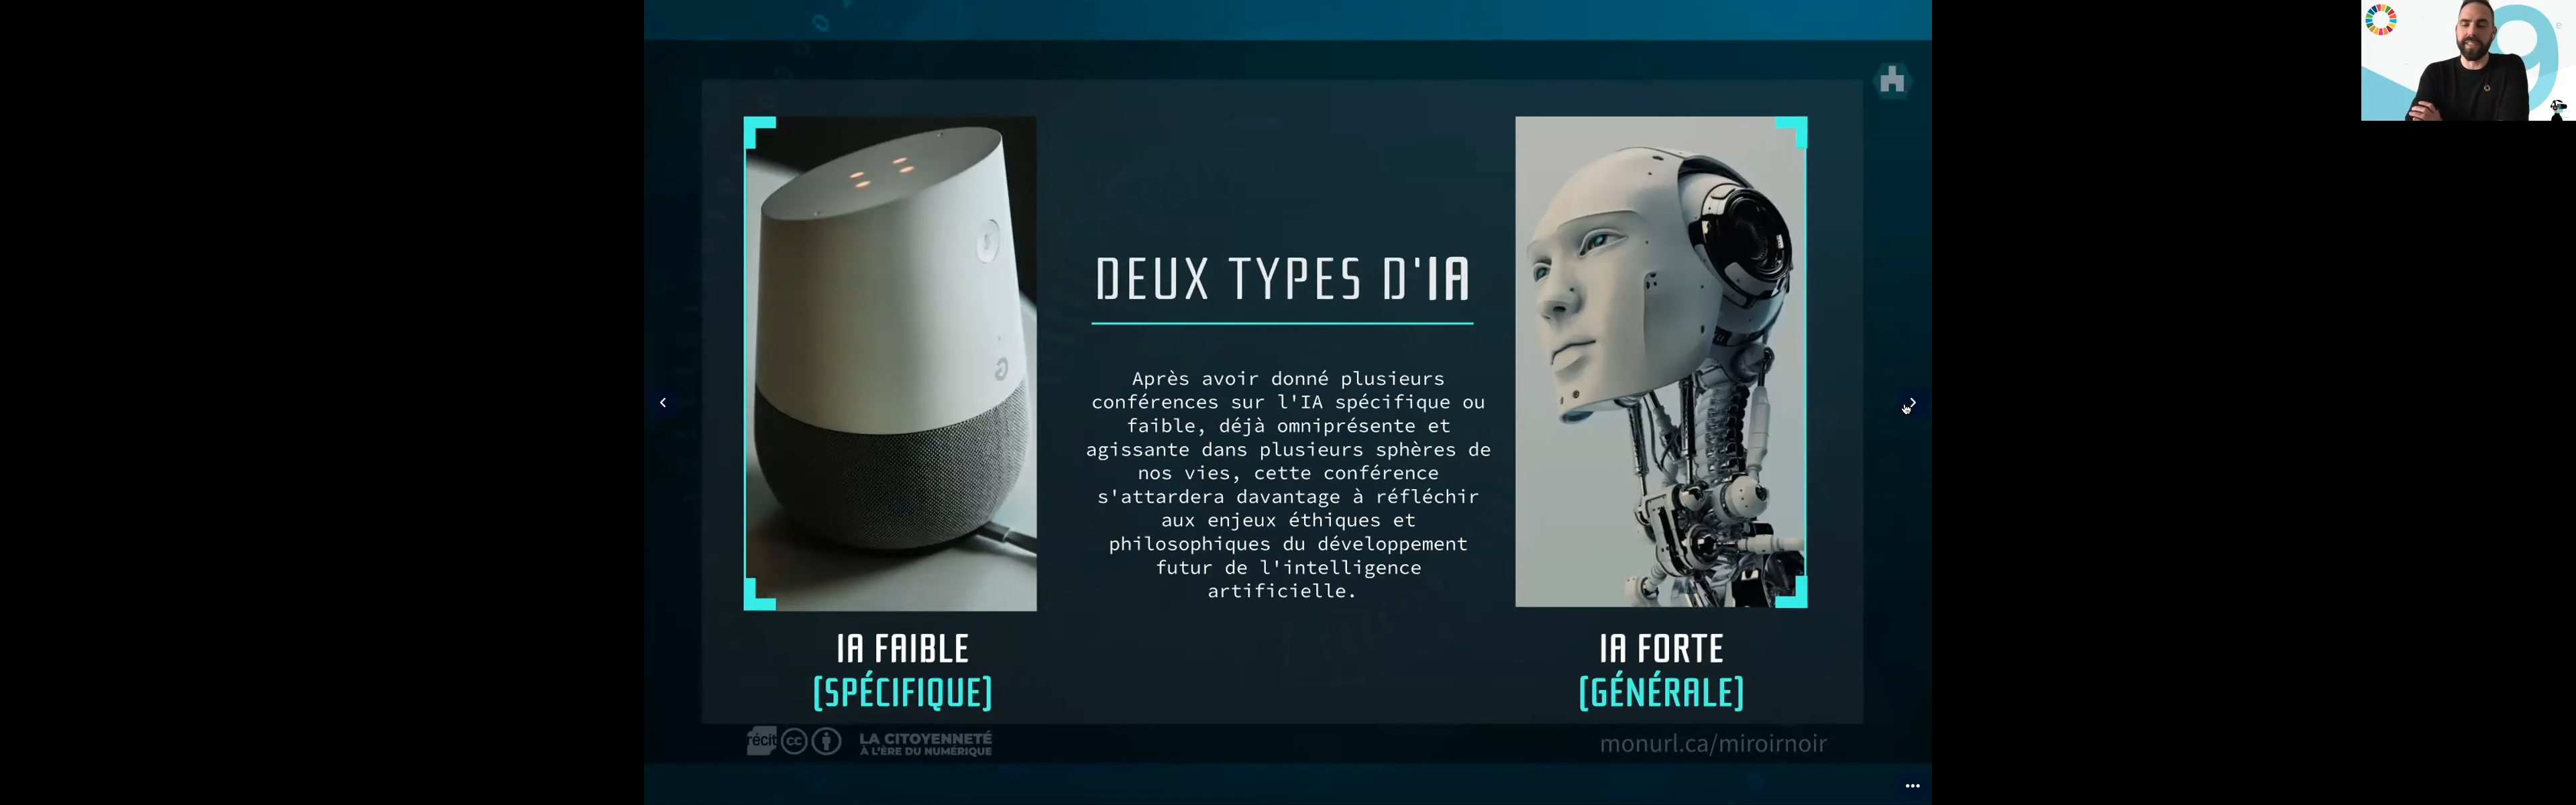 DEUX TYPES D'IA
Après avoir donné plusieurs
conférences sur l'IA spécifique ou
faible, déjà omniprésente et
agissante dans plusieurs sphères de
nos vies, cette conférence
s'attardera davantage à réfléchir
aux enjeux éthiques et
philosophiques du développement
futur de l'intelligence
artificielle.
IA FAIBLE
[SPÉCIFIQUE]
IA FORTE
[GÉNÉRALE]
récit
cc
LA CITOYENNETÉ
À L'ÈRE DU NUMÉRIQUE
monurl.ca/miroirnoir
G
9
e